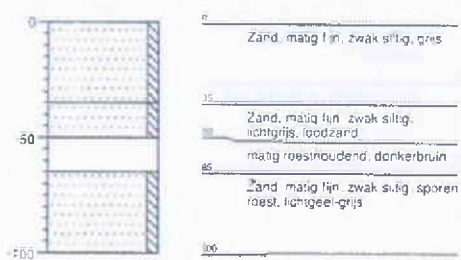 0
0
Zand, matig fijn, zwak siltig, grijs
35
Zand, matig fijn, zwak siltig,
lichtgrijs, loodzand
-50
50
matig roesthoudend, donkerbruin
65
Zand, matig fijn, zwak siltig, sporen
roest, lichtgeel-grijs
-100
100